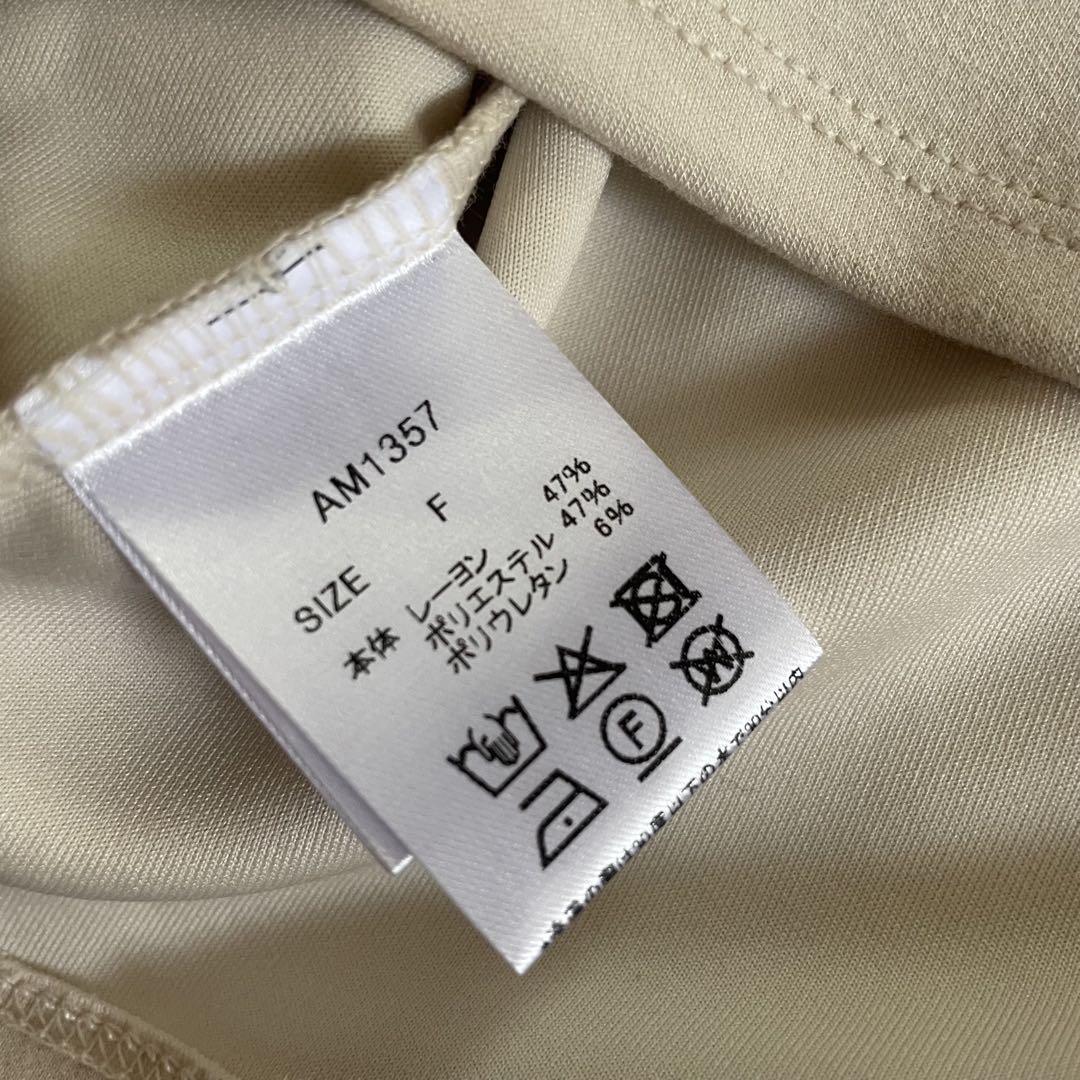 AM1357
SIZE F
本体 レーヨン 47%
ポリエステル 47%
ポリウレタン 6%
F
W